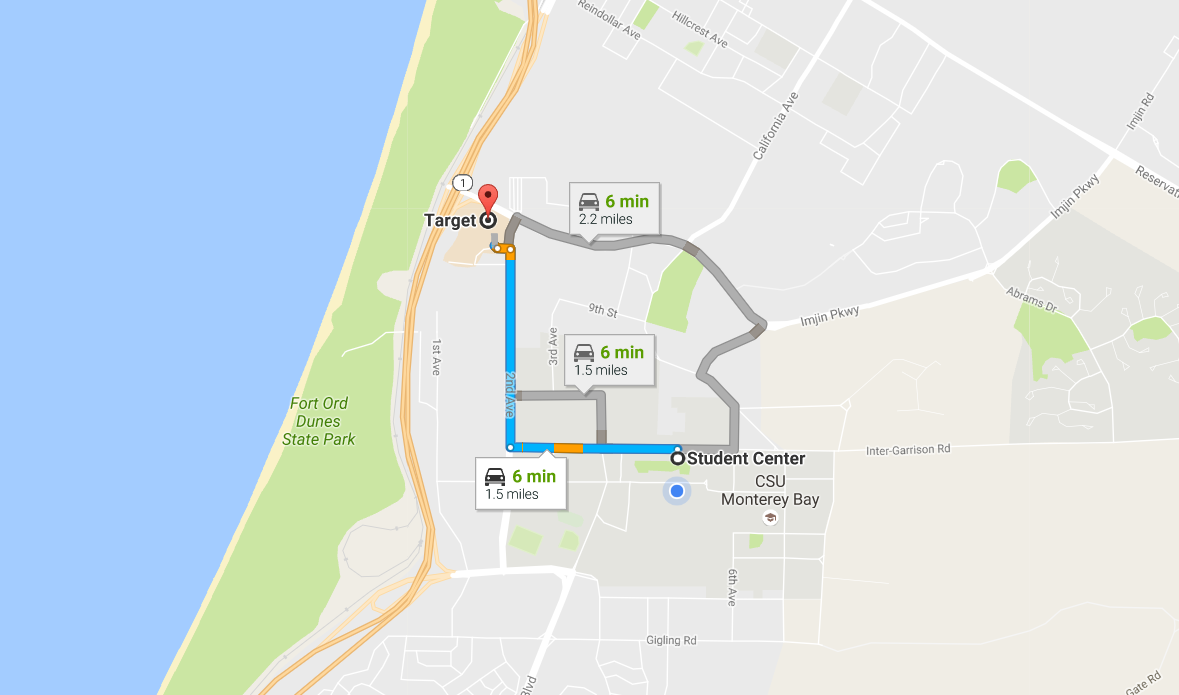 Reindollar Ave
Hillcrest Ave
California Ave
Imjin Rd
Reservati
Imjin Pkwy
1
Target
6 min
2.2 miles
Abrams Dr
9th St
Imjin Pkwy
3rd Ave
1st Ave
6 min
1.5 miles
2nd Ave
Fort Ord
Dunes
State Park
Inter-Garrison Rd
Student Center
6 min
1.5 miles
CSU
Monterey Bay
6th Ave
Gigling Rd
Blvd
Gate Rd